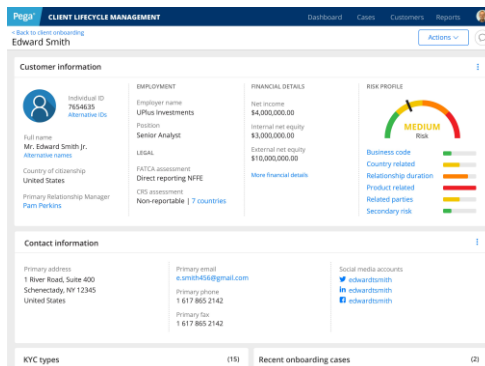 Pega CLIENT LIFECYCLE MANAGEMENT Dashboard Cases Customers Reports
< Back to client onboarding
Edward Smith
Actions
Customer information
Individual ID
7654635
Alternative IDs
Full name
Mr. Edward Smith Jr.
Alternative names
Country of citizenship
United States
Primary Relationship Manager
Pam Perkins
EMPLOYMENT
Employer name
UPlus Investments
Position
Senior Analyst
LEGAL
FATCA assessment
Direct reporting NFFE
CRS assessment
Non-reportable | 7 countries
FINANCIAL DETAILS
Net income
$4,000,000.00
Internal net equity
$3,000,000.00
External net equity
$10,000,000.00
More financial details
RISK PROFILE
MEDIUM
Risk
Business code
Country related
Relationship duration
Product related
Related parties
Secondary risk
Contact information
Primary address
1 River Road, Suite 400
Schenectady, NY 12345
United States
Primary email
e.smith456@gmail.com
Primary phone
1 617 865 2142
Primary fax
1 617 865 2142
Social media accounts
edwardtsmith
edwardtsmith
edwardtsmith
KYC types (15)
Recent onboarding cases (2)